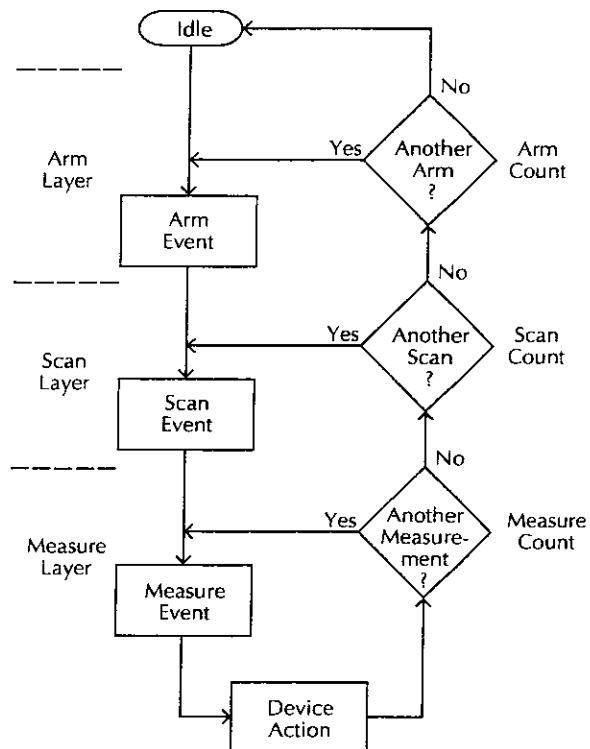 Idle
No
Arm
Layer
Yes
Another
Arm
?
Arm
Count
Arm
Event
No
Scan
Layer
Yes
Another
Scan
?
Scan
Count
Scan
Event
No
Measure
Layer
Yes
Another
Measure-
ment
?
Measure
Count
Measure
Event
Device
Action